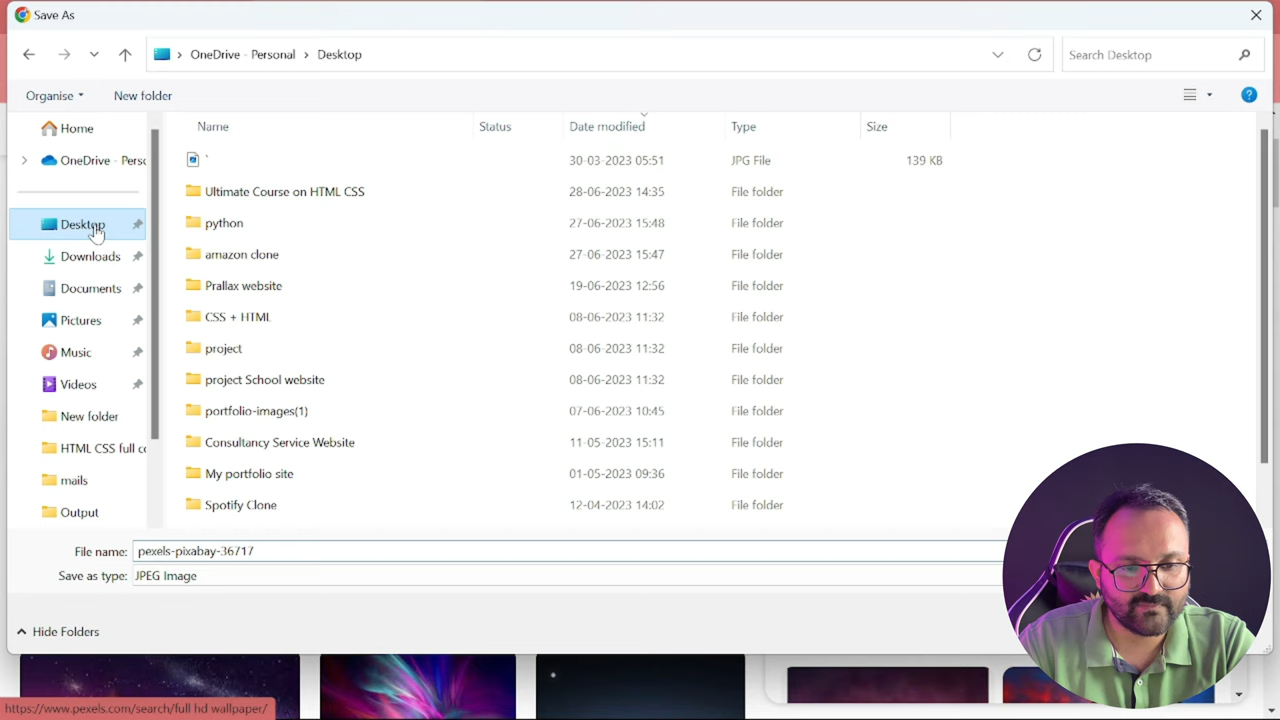 Save As
OneDrive - Personal Desktop
Search Desktop
Organise New folder
Name Status Date modified Type Size
Home
OneDrive - Perso
Desktop
Downloads
Documents
Pictures
Music
Videos
New folder
HTML CSS full co
mails
Output
` 30-03-2023 05:51 JPG File 139 KB
Ultimate Course on HTML CSS 28-06-2023 14:35 File folder
python 27-06-2023 15:48 File folder
amazon clone 27-06-2023 15:47 File folder
Prallax website 19-06-2023 12:56 File folder
CSS + HTML 08-06-2023 11:32 File folder
project 08-06-2023 11:32 File folder
project School website 08-06-2023 11:32 File folder
portfolio-images(1) 07-06-2023 10:45 File folder
Consultancy Service Website 11-05-2023 15:11 File folder
My portfolio site 01-05-2023 09:36 File folder
Spotify Clone 12-04-2023 14:02 File folder
File name: pexels-pixabay-36717
Save as type: JPEG Image
Hide Folders
https://www.pexels.com/search/full hd wallpaper/